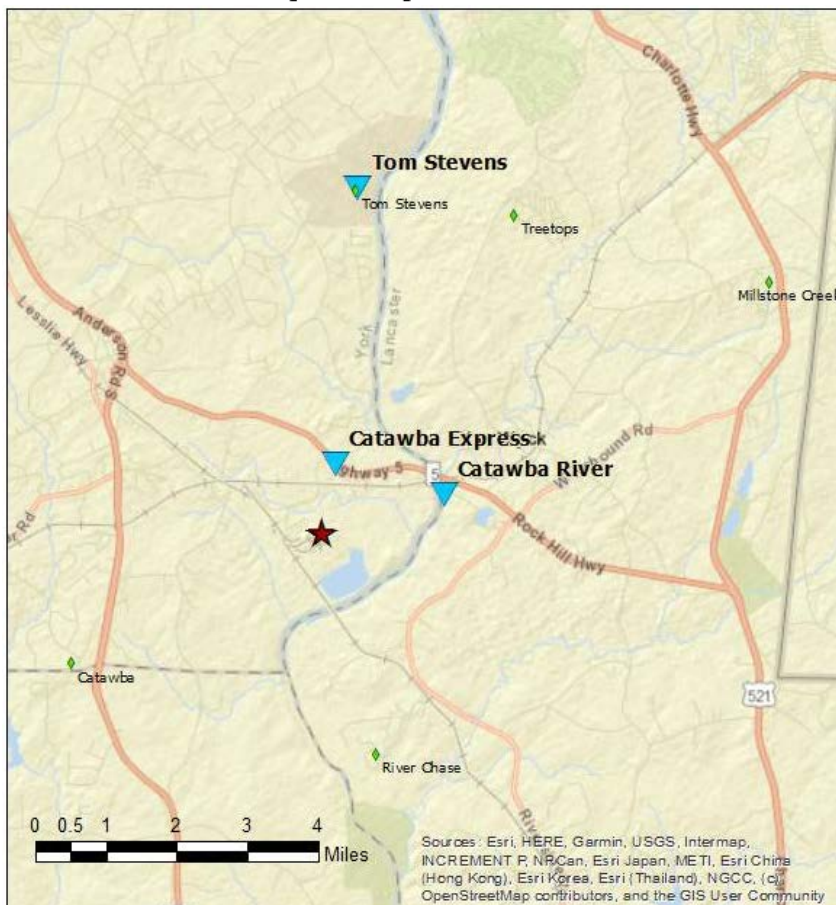 Charlotte Hwy
Tom Stevens
Tom Stevens
Treetops
Millstone Creek
York
Lancaster
Lesslie Hwy
Anderson Rd S
Catawba Express
Highway 5
5
Catawba River
Rd
Rock Hill Hwy
Rd
Catawba
521
River Chase
0 0.5 1 2 3 4
Miles
Sources: Esri, HERE, Garmin, USGS, Intermap,
INCREMENT P, NRCan, Esri Japan, METI, Esri China
(Hong Kong), Esri Korea, Esri (Thailand), NGCC, (c)
OpenStreetMap contributors, and the GIS User Community